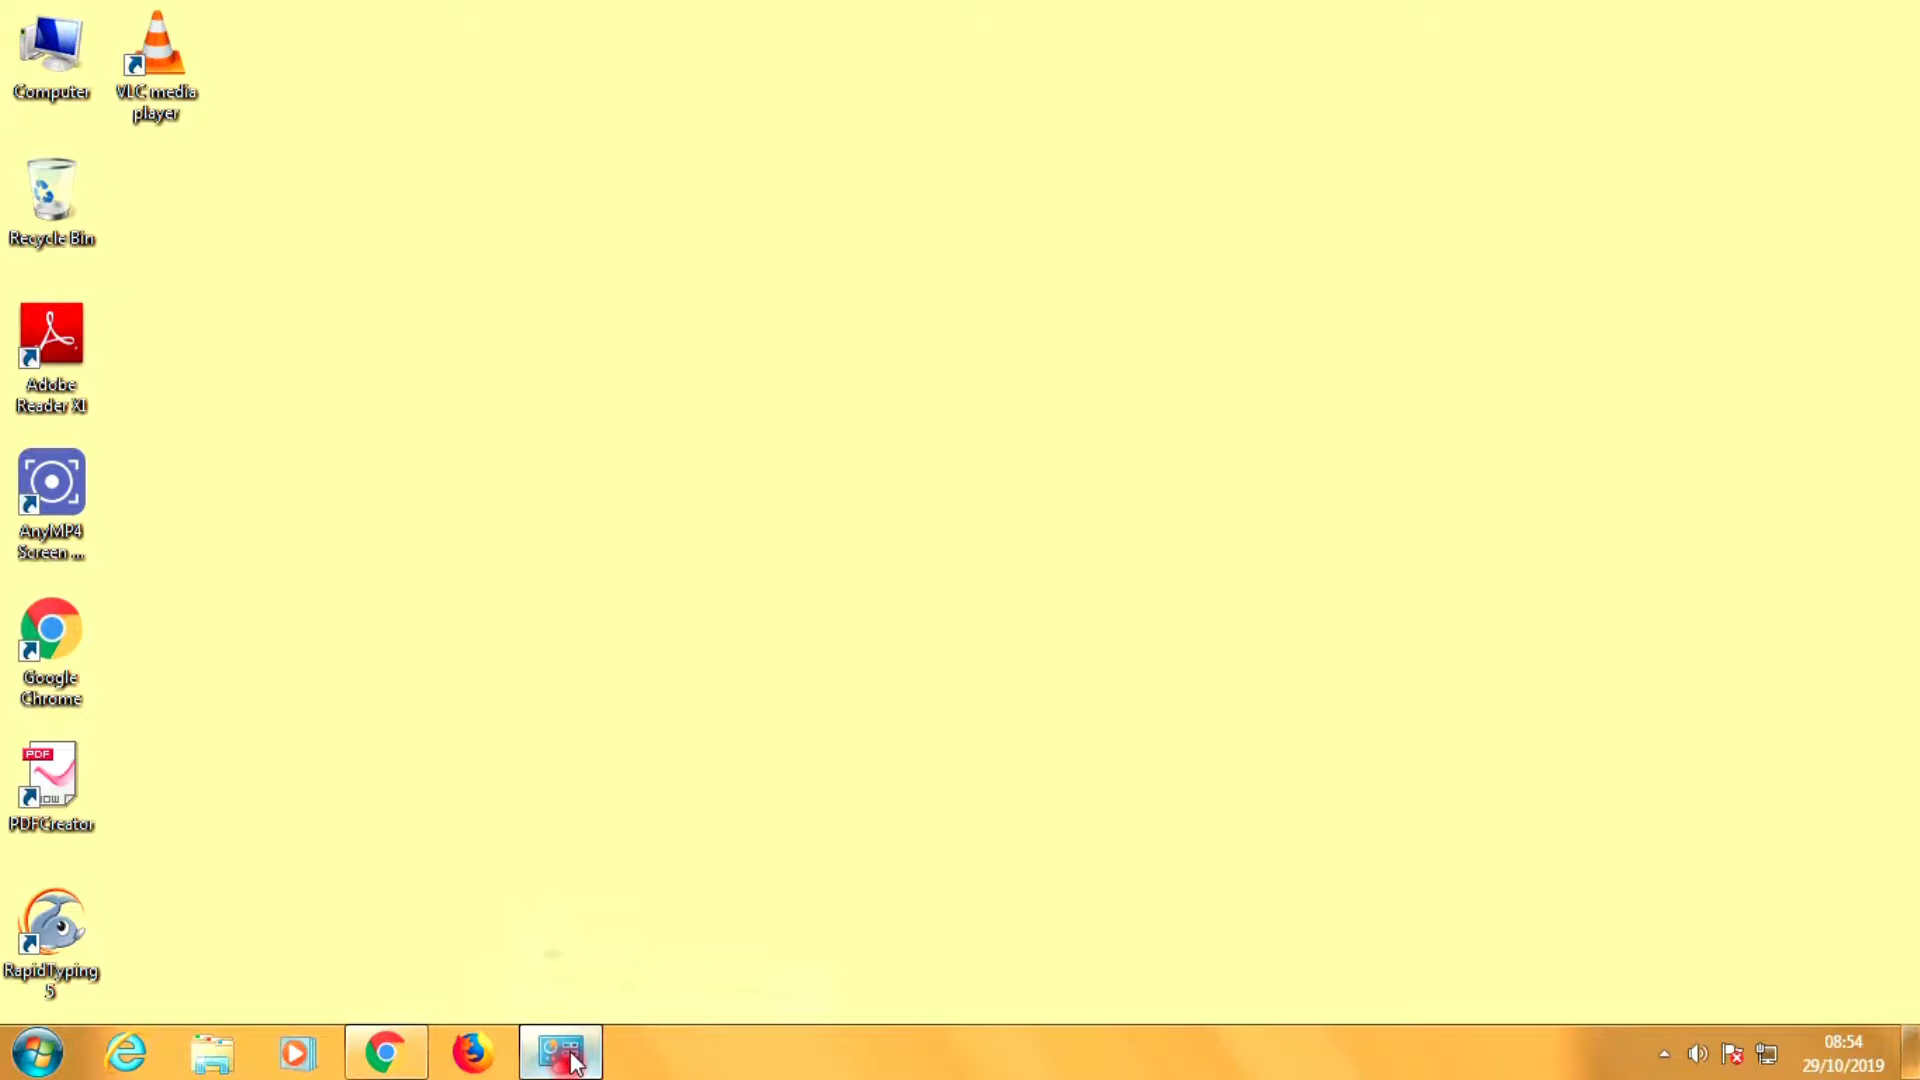 Computer
VLC media
player
Recycle Bin
Adobe
Reader XI
AnyMP4
Screen ...
Google
Chrome
PDF
PDFCreator
RapidTyping
5
08:54
29/10/2019